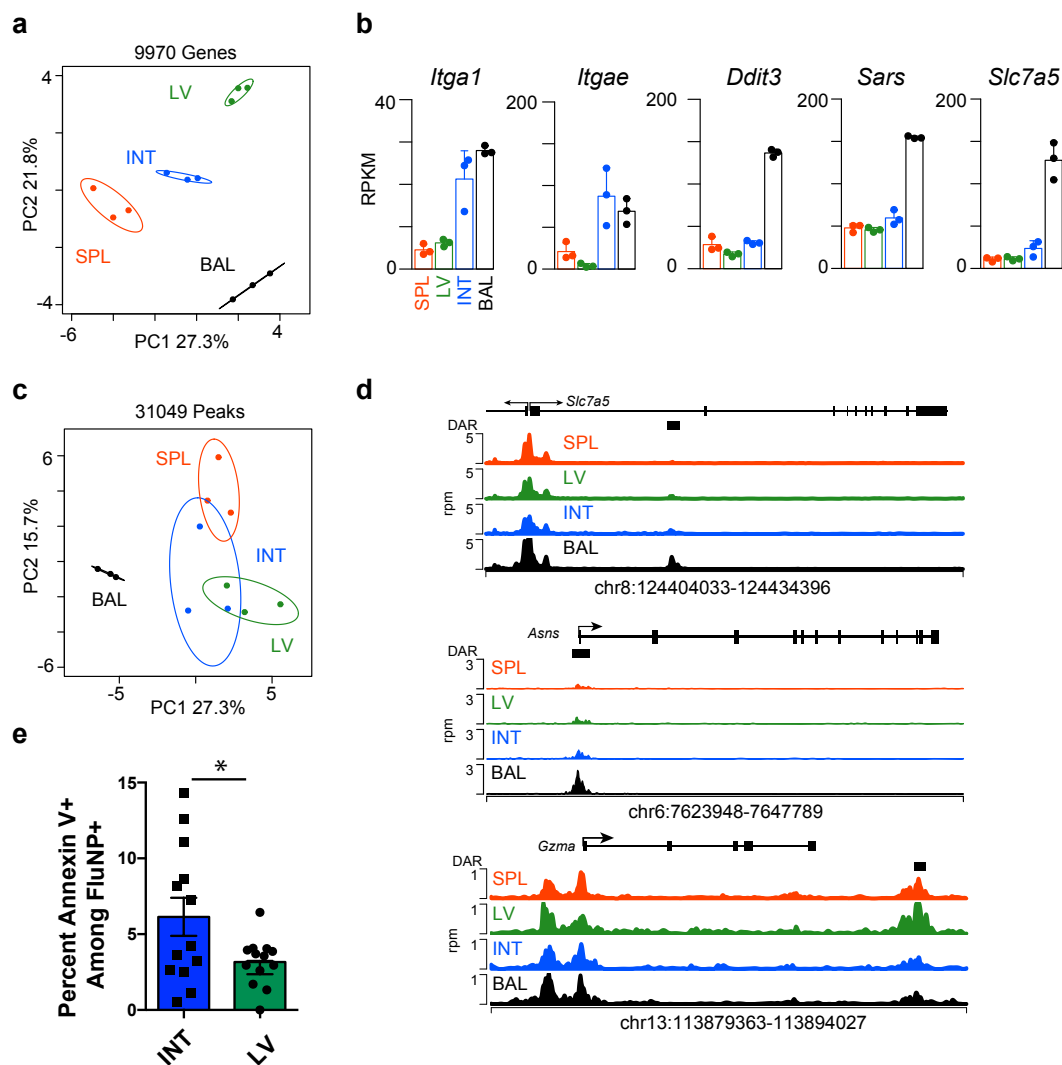 a
9970 Genes
4
LV
INT
SPL
BAL
-4
-6
4
PC2 21.8%
PC1 27.3%
b
Itga1
Itgae
Ddit3
Sars
Slc7a5
40
200
200
200
200
RPKM
0
0
0
0
0
SPL
LV
INT
BAL
c
31049 Peaks
6
SPL
INT
BAL
LV
-6
-5
5
PC2 15.7%
PC1 27.3%
d
Slc7a5
DAR
5
SPL
5
LV
5
INT
5
BAL
rpm
chr8:124404033-124434396
Asns
DAR
3
SPL
3
LV
3
INT
3
BAL
rpm
chr6:7623948-7647789
Gzma
DAR
1
SPL
1
LV
1
INT
1
BAL
rpm
chr13:113879363-113894027
e
*
15
10
5
0
Percent Annexin V+
Among FluNP+
INT
LV